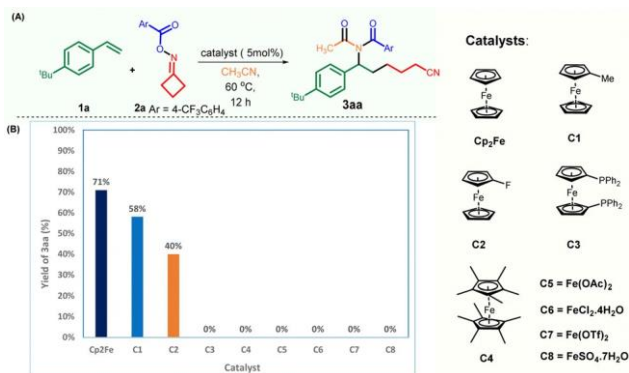 (A)
Ar
O
O
N
tBu
1a
+
2a Ar = 4-CF3C6H4
catalyst ( 5mol%)
CH3CN,
60 ºC,
12 h
O
O
H3C
N
Ar
CN
tBu
3aa
(B)
Yield of 3aa (%)
100%
90%
80%
70%
60%
50%
40%
30%
20%
10%
0%
71%
58%
40%
0%
0%
0%
0%
0%
0%
Cp2Fe
C1
C2
C3
C4
C5
C6
C7
C8
Catalyst
Catalysts:
Fe
Cp2Fe
Me
Fe
C1
F
Fe
C2
PPh2
Fe
PPh2
C3
Fe
C4
C5 = Fe(OAc)2
C6 = FeCl2.4H2O
C7 = Fe(OTf)2
C8 = FeSO4.7H2O